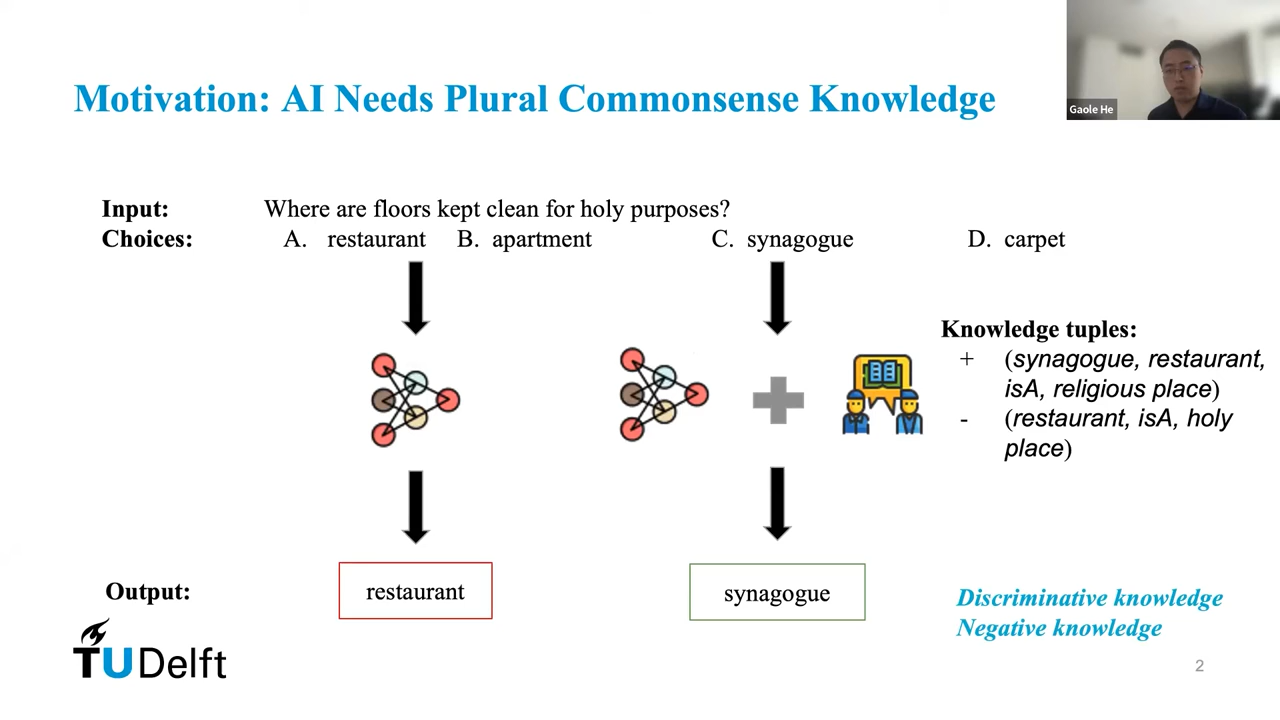 Motivation: AI Needs Plural Commonsense Knowledge
Gaole He
Input: Where are floors kept clean for holy purposes?
Choices: A. restaurant B. apartment C. synagogue D. carpet
Knowledge tuples:
+ (synagogue, restaurant,
isA, religious place)
- (restaurant, isA, holy
place)
Output: restaurant synagogue
Discriminative knowledge
Negative knowledge
TUDelft
2